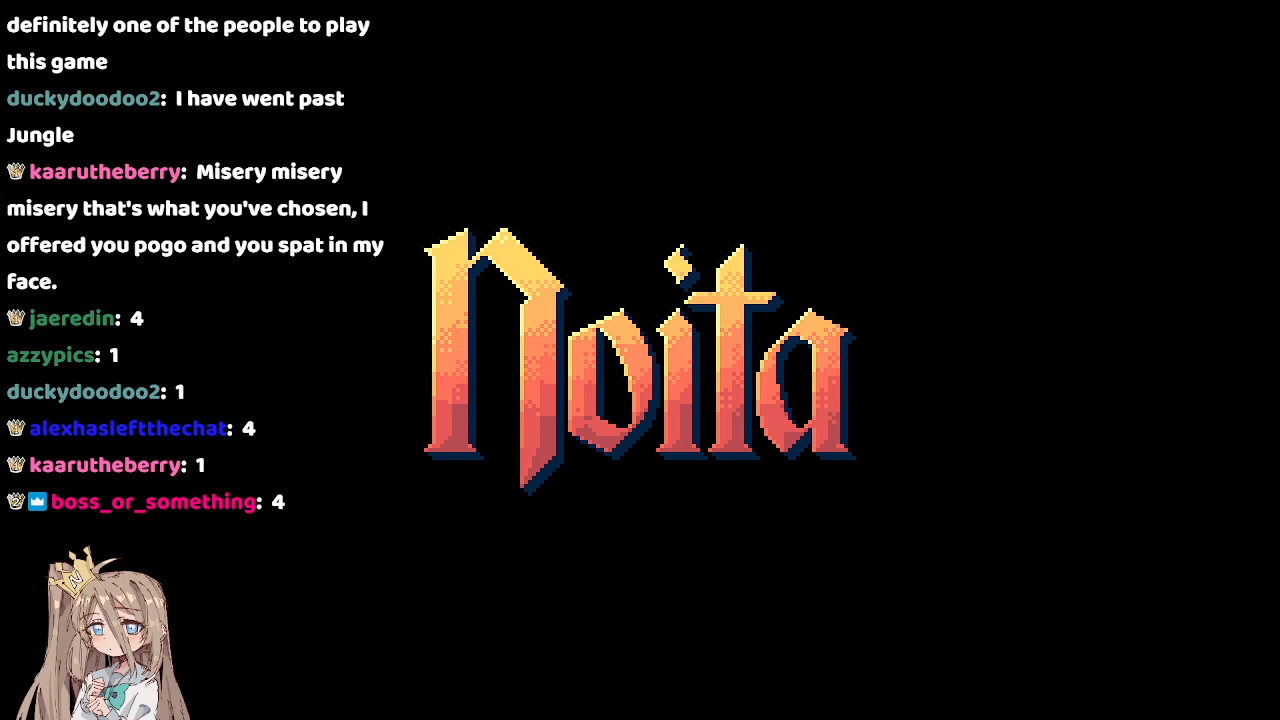 definitely one of the people to play
this game
duckydoodoo2: I have went past
Jungle
kaarutheberry: Misery misery
misery that's what you've chosen, I
offered you pogo and you spat in my
face.
jaeredin: 4
azzypics: 1
duckydoodoo2: 1
alexhasleftthechat: 4
kaarutheberry: 1
boss_or_something: 4
Noita
N